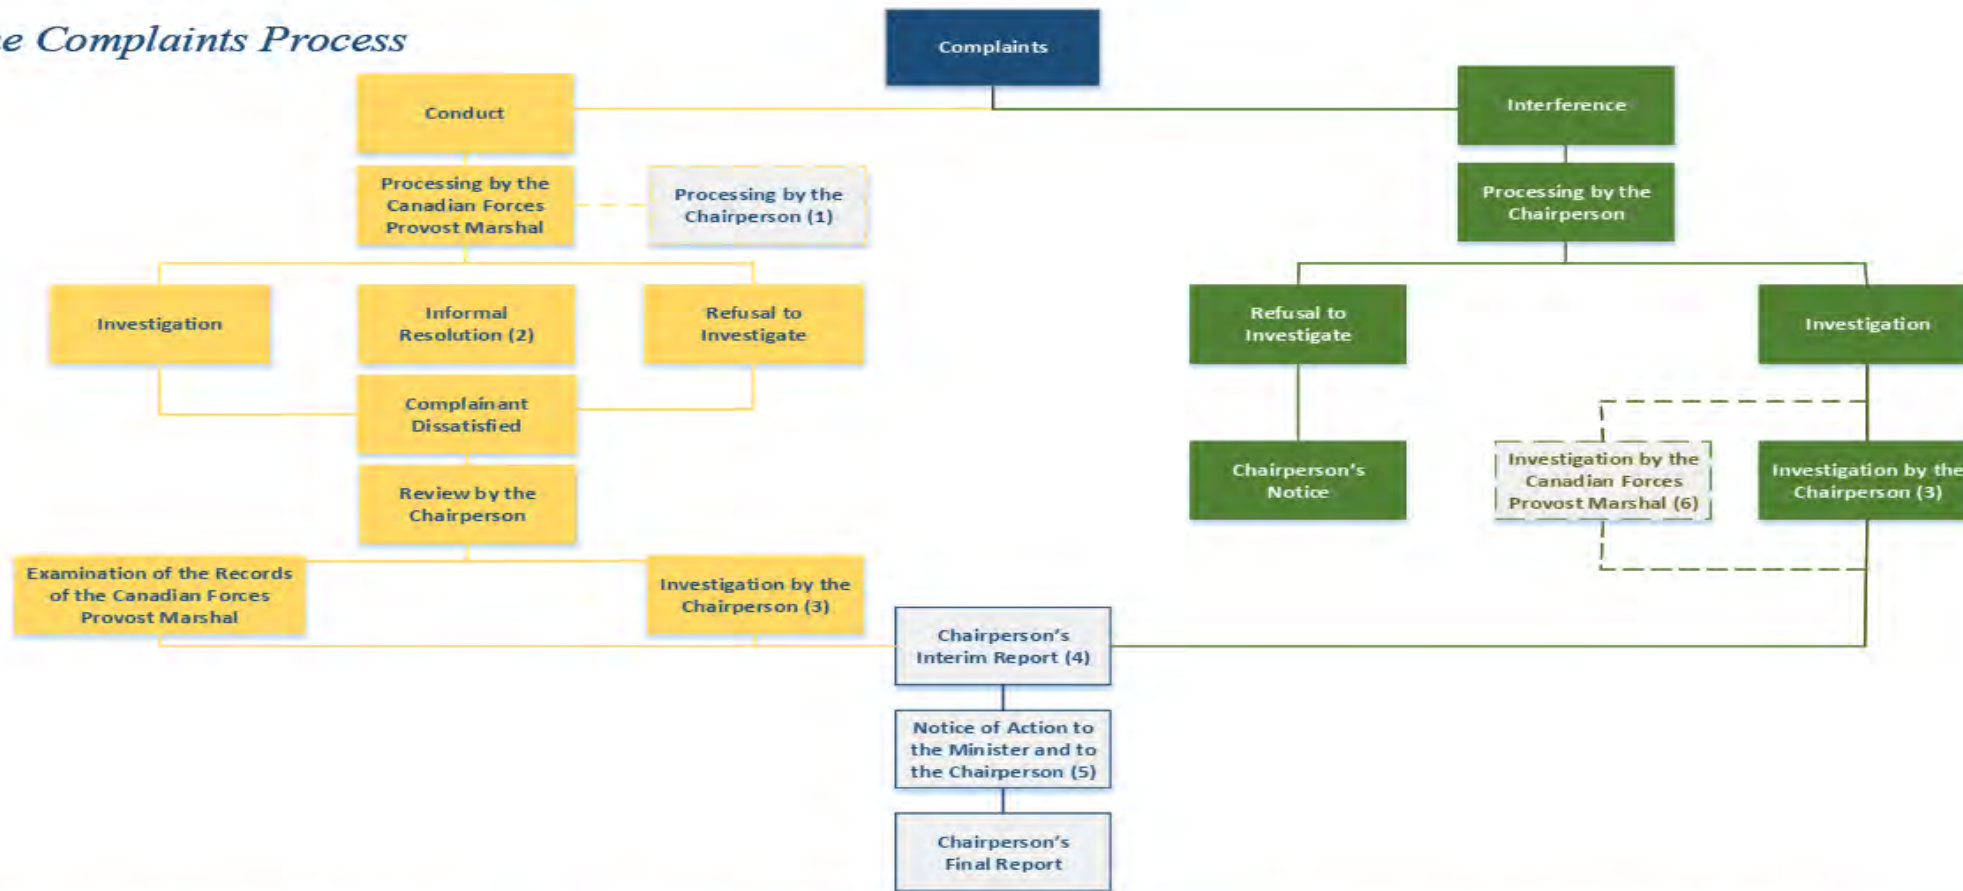 e Complaints Process
Complaints
Conduct
Interference
Processing by the
Canadian Forces
Provost Marshal
Processing by the
Chairperson (1)
Processing by the
Chairperson
Investigation
Informal
Resolution (2)
Refusal to
Investigate
Refusal to
Investigate
Investigation
Complainant
Dissatisfied
Chairperson's
Notice
Investigation by the
Canadian Forces
Provost Marshal (6)
Investigation by the
Chairperson (3)
Review by the
Chairperson
Examination of the Records
of the Canadian Forces
Provost Marshal
Investigation by the
Chairperson (3)
Chairperson's
Interim Report (4)
Notice of Action to
the Minister and to
the Chairperson (5)
Chairperson's
Final Report